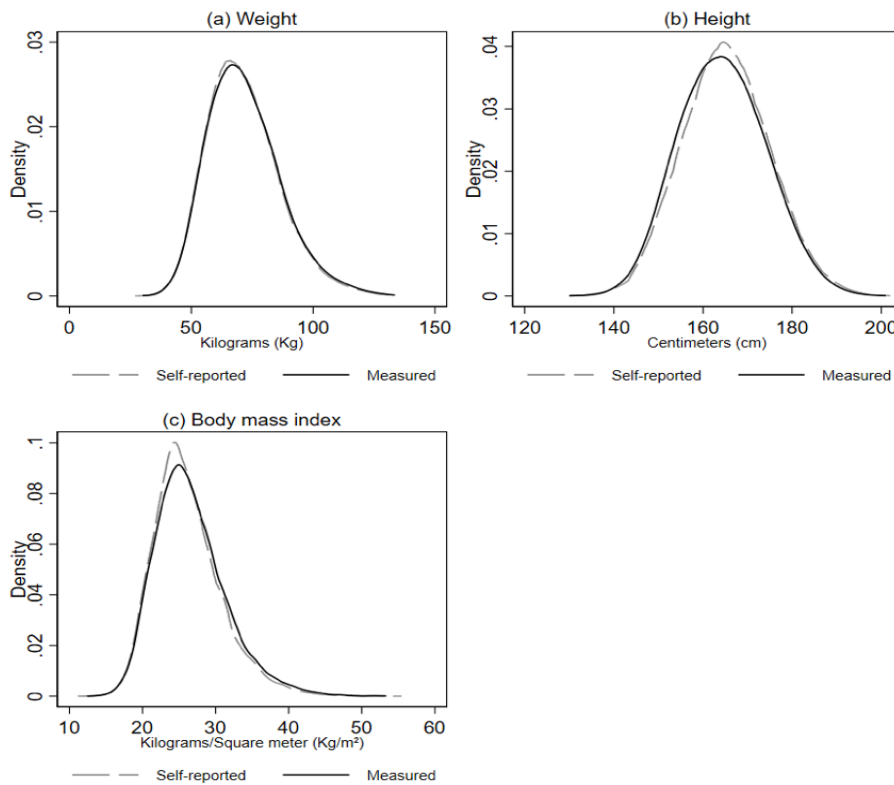 (a) Weight
Density
0 .01 .02 .03
0 50 100 150
Kilograms (Kg)
Self-reported Measured
(b) Height
Density
0 .01 .02 .03 .04
120 140 160 180 200
Centimeters (cm)
Self-reported Measured
(c) Body mass index
Density
0 .02 .04 .06 .08 .1
10 20 30 40 50 60
Kilograms/Square meter (Kg/m²)
Self-reported Measured